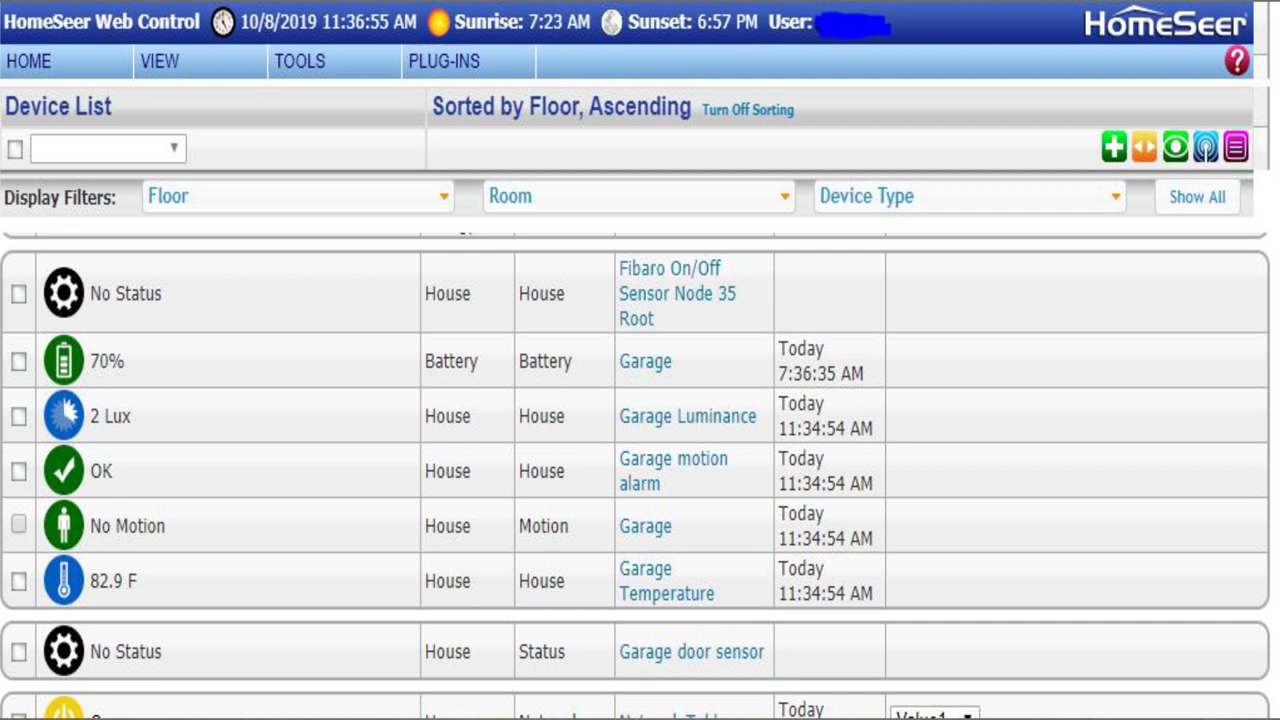 HomeSeer Web Control 10/8/2019 11:36:55 AM Sunrise: 7:23 AM Sunset: 6:57 PM User:
HomeSeer
HOME VIEW TOOLS PLUG-INS
?
Device List Sorted by Floor, Ascending Turn Off Sorting
Display Filters: Floor Room Device Type Show All
Fibaro On/Off
No Status House House Sensor Node 35
Root
70% Battery Battery Garage Today
7:36:35 AM
2 Lux House House Garage Luminance Today
11:34:54 AM
OK House House Garage motion Today
alarm 11:34:54 AM
No Motion House Motion Garage Today
11:34:54 AM
82.9 F House House Garage Today
Temperature 11:34:54 AM
No Status House Status Garage door sensor
Today
Value1